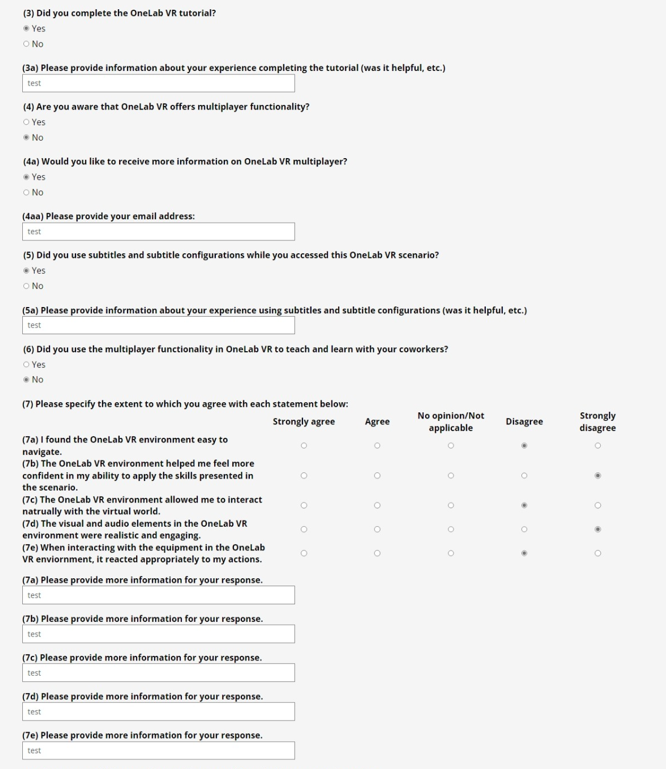 (3) Did you complete the OneLab VR tutorial?
Yes
No
(3a) Please provide information about your experience completing the tutorial (was it helpful, etc.)
test
(4) Are you aware that OneLab VR offers multiplayer functionality?
Yes
No
(4a) Would you like to receive more information on OneLab VR multiplayer?
Yes
No
(4aa) Please provide your email address:
test
(5) Did you use subtitles and subtitle configurations while you accessed this OneLab VR scenario?
Yes
No
(5a) Please provide information about your experience using subtitles and subtitle configurations (was it helpful, etc.)
test
(6) Did you use the multiplayer functionality in OneLab VR to teach and learn with your coworkers?
Yes
No
(7) Please specify the extent to which you agree with each statement below:
Strongly agree Agree No opinion/Not applicable Disagree Strongly disagree
(7a) I found the OneLab VR environment easy to
navigate.
(7b) The OneLab VR environment helped me feel more
confident in my ability to apply the skills presented in
the scenario.
(7c) The OneLab VR environment allowed me to interact
natrually with the virtual world.
(7d) The visual and audio elements in the OneLab VR
environment were realistic and engaging.
(7e) When interacting with the equipment in the OneLab
VR enviornment, it reacted appropriately to my actions.
(7a) Please provide more information for your response.
test
(7b) Please provide more information for your response.
test
(7c) Please provide more information for your response.
test
(7d) Please provide more information for your response.
test
(7e) Please provide more information for your response.
test